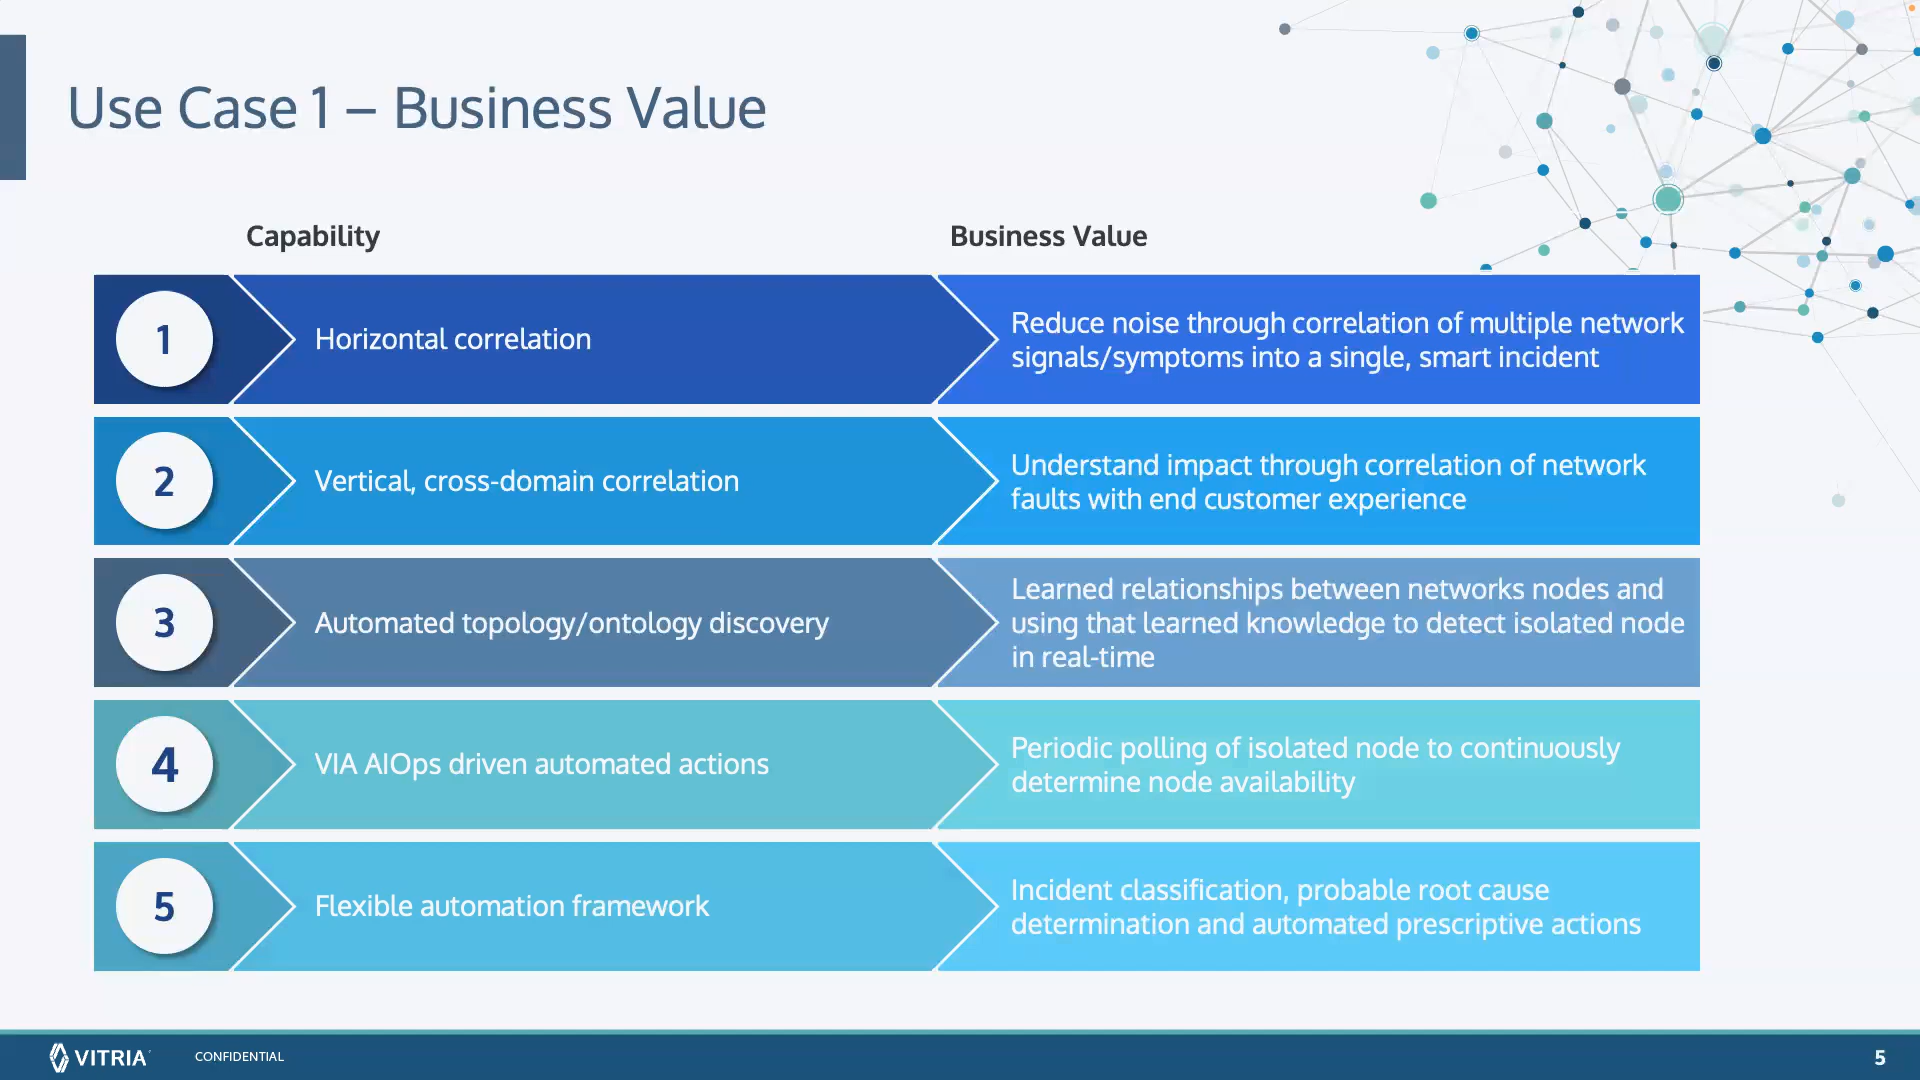 Use Case 1 – Business Value
Capability
Business Value
1
Horizontal correlation
Reduce noise through correlation of multiple network
signals/symptoms into a single, smart incident
2
Vertical, cross-domain correlation
Understand impact through correlation of network
faults with end customer experience
3
Automated topology/ontology discovery
Learned relationships between networks nodes and
using that learned knowledge to detect isolated node
in real-time
4
VIA AIOps driven automated actions
Periodic polling of isolated node to continuously
determine node availability
5
Flexible automation framework
Incident classification, probable root cause
determination and automated prescriptive actions
VITRIA
CONFIDENTIAL
5